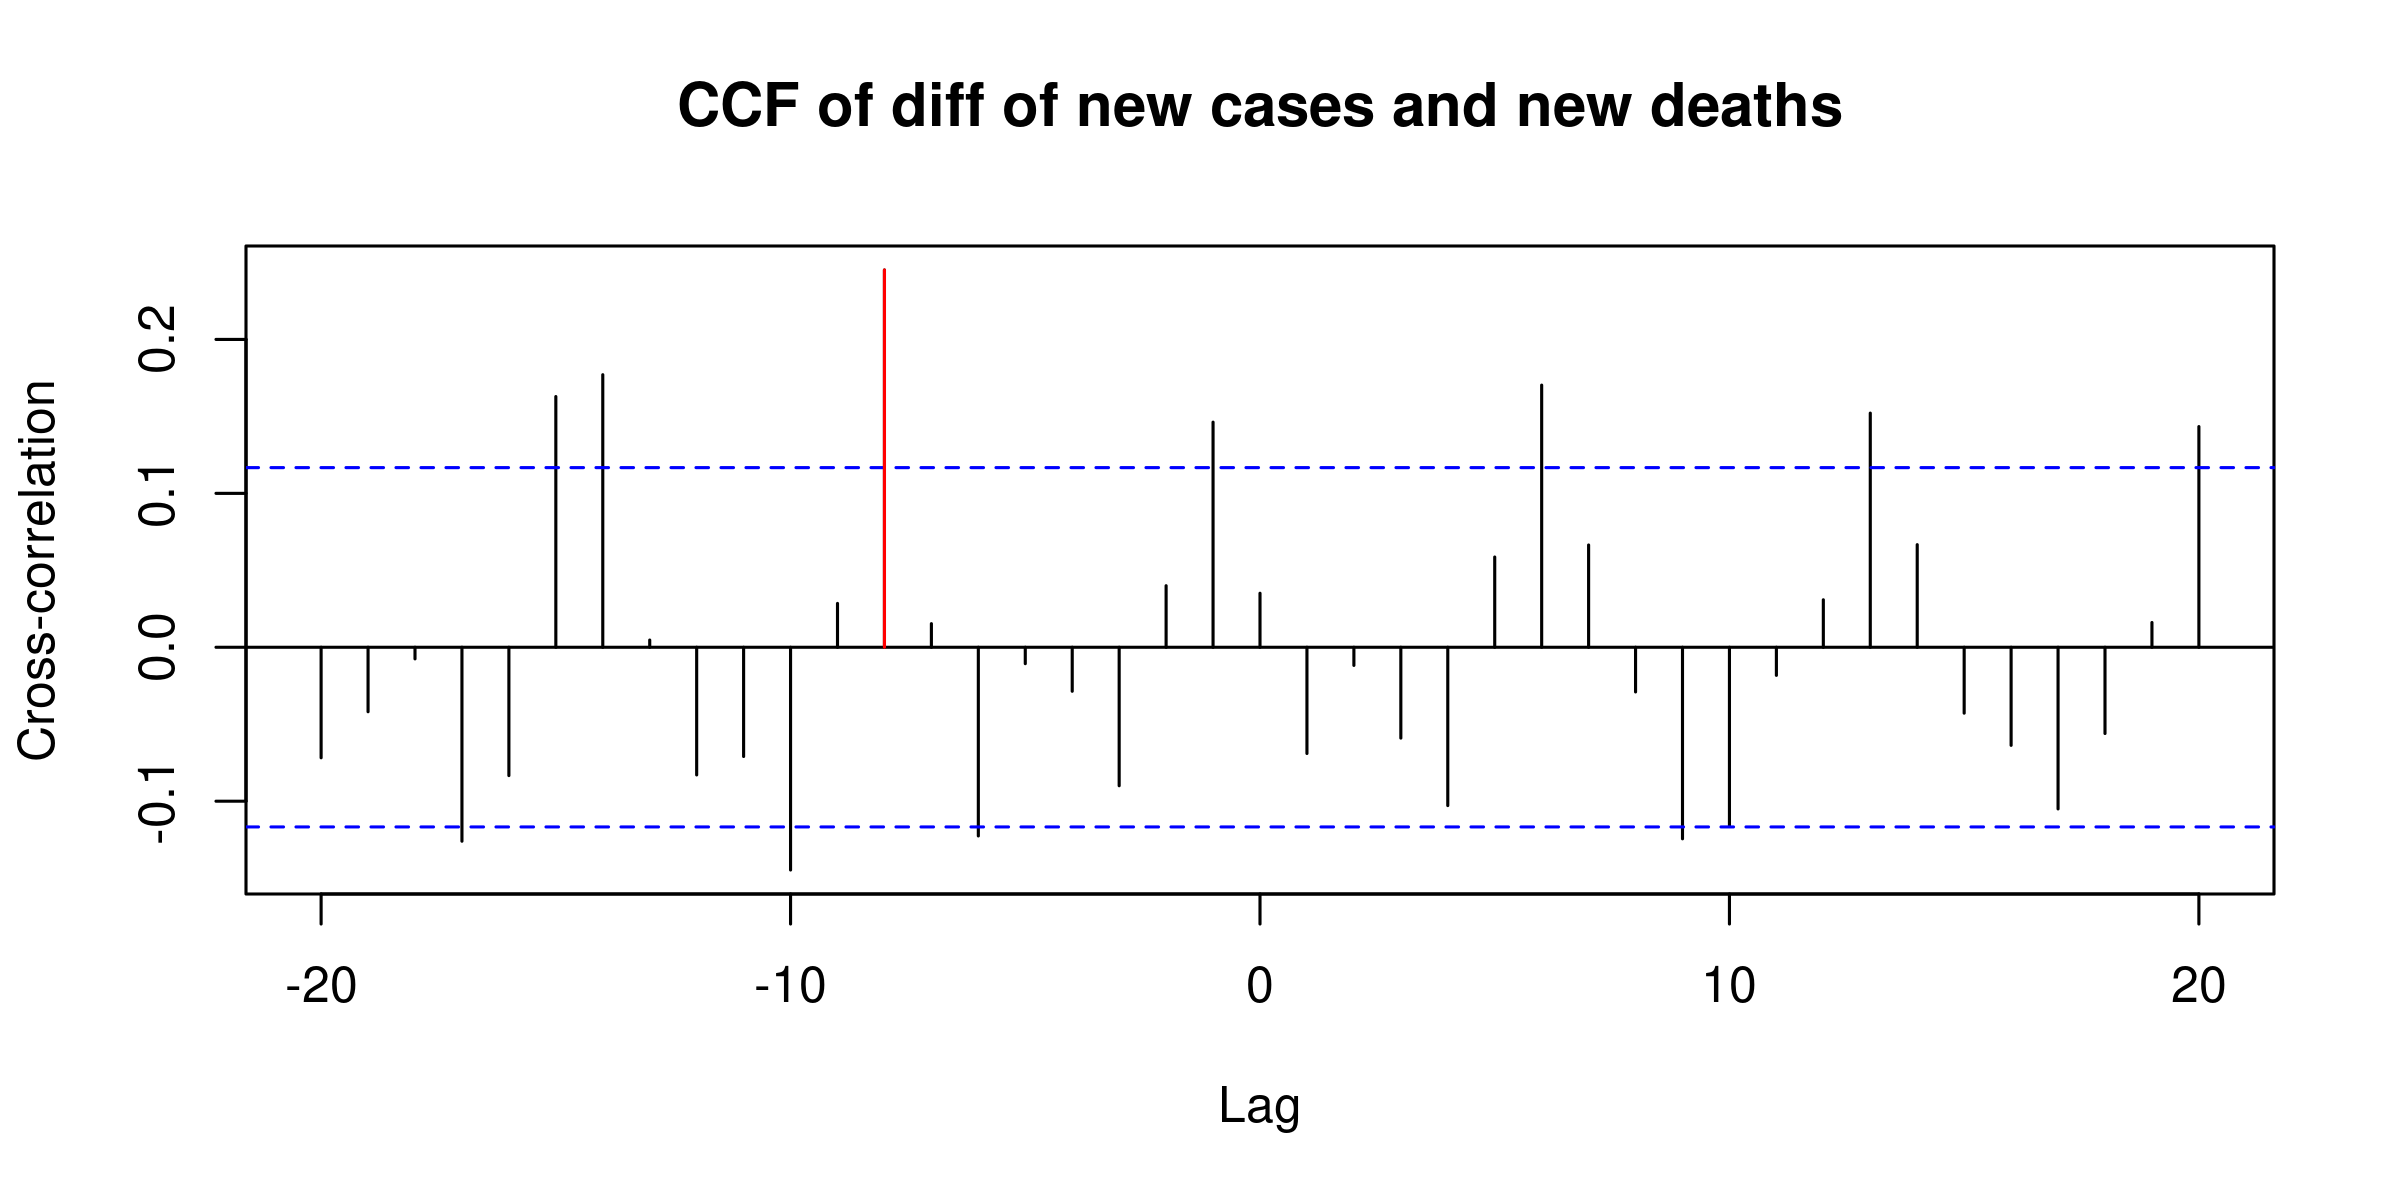 CCF of diff of new cases and new deaths
Cross-correlation
0.2
0.1
0.0
-0.1
-20 -10 0 10 20
Lag